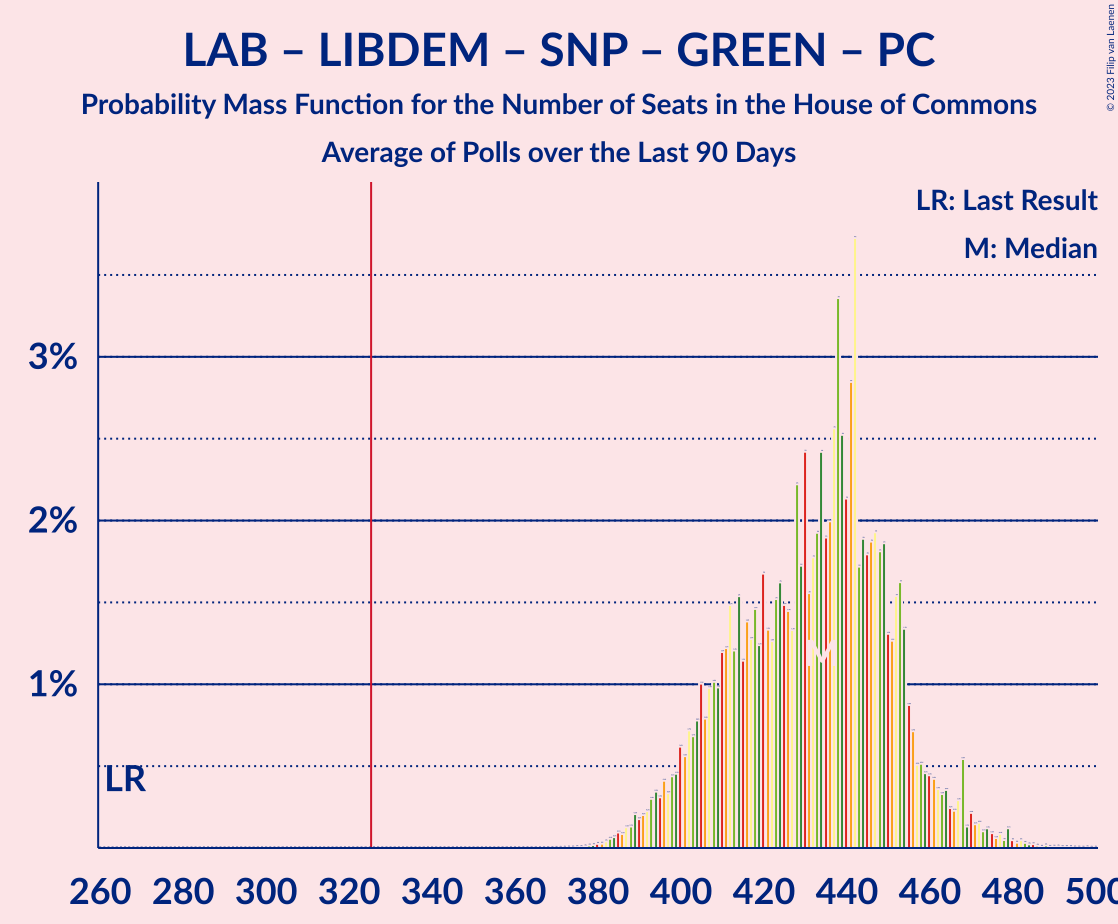 LAB – LIBDEM – SNP – GREEN – PC
Probability Mass Function for the Number of Seats in the House of Commons
Average of Polls over the Last 90 Days
© 2023 Filip van Laenen
LR: Last Result
M: Median
3%
2%
1%
LR
M
260 280 300 320 340 360 380 400 420 440 460 480 500